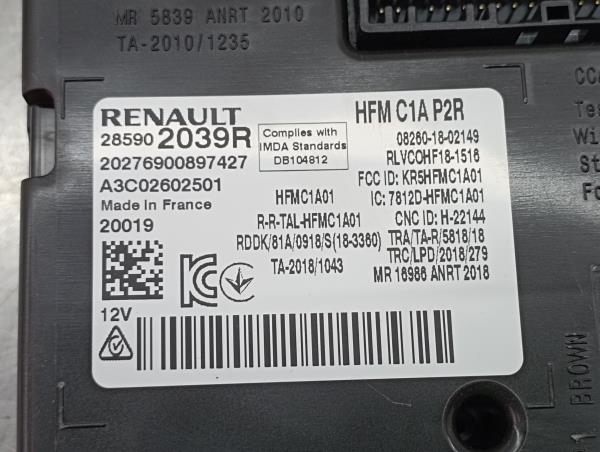 MR 5839 ANRT 2010
TA-2010/1235
RENAULT
HFM C1A P2R
28590 2039R
20276900897427
A3C02602501
Made in France
20019
Complies with
IMDA Standards
DB104812
08260-18-02149
RLVCOHF18-1516
FCC ID: KR5HFMC1A01
IC: 7812D-HFMC1A01
CNC ID: H-22144
TRA/TA-R/5818/18
TRC/LPD/2018/279
MR 16986 ANRT 2018
HFMC1A01
R-R-TAL-HFMC1A01
RDDK/81A/0918/S(18-3360)
TA-2018/1043
12V
BROWN